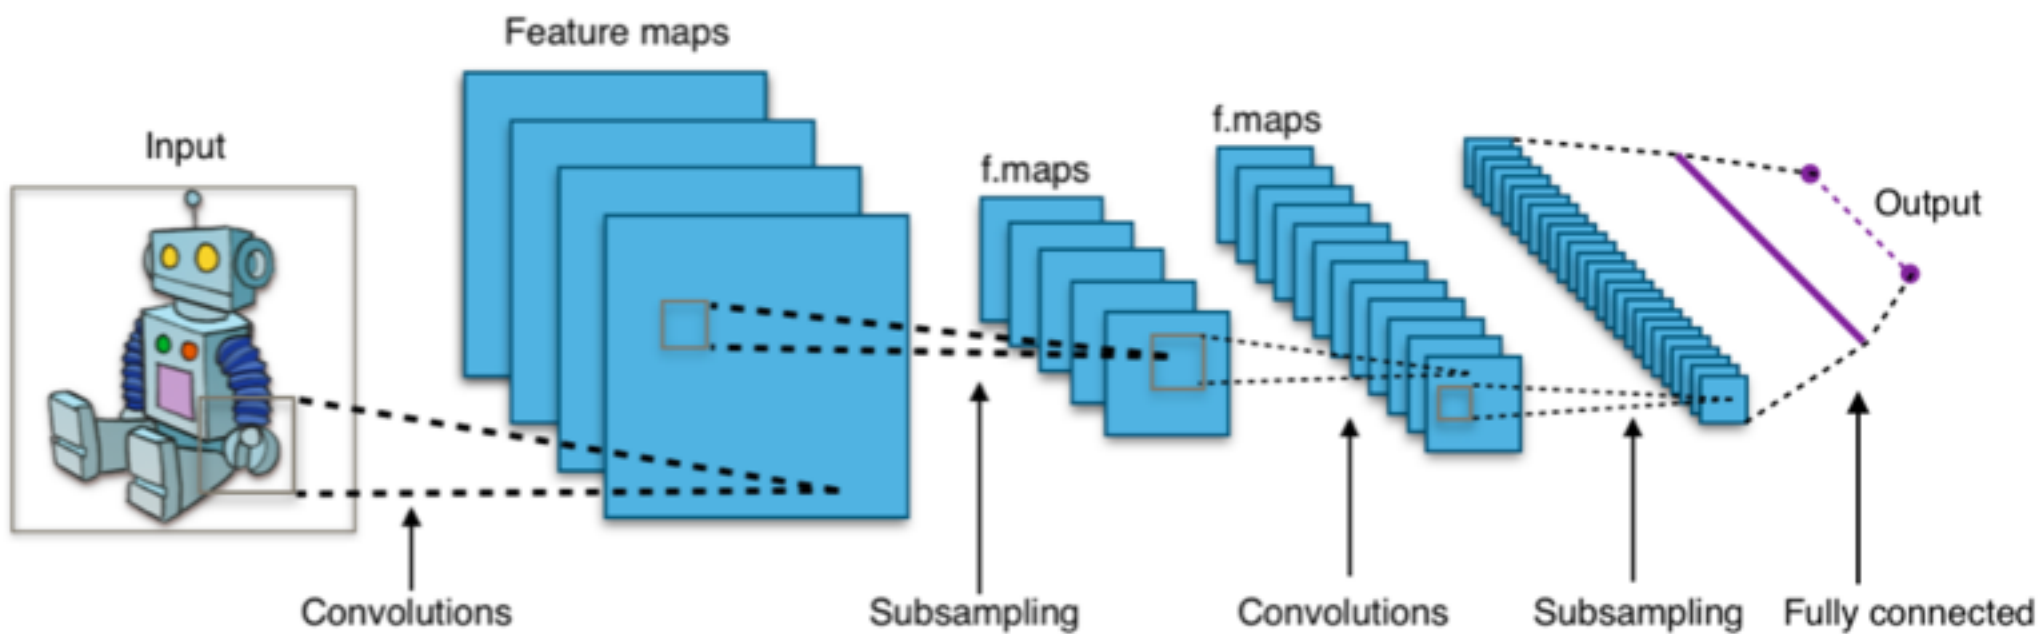 Feature maps
f.maps
Input
f.maps
Output
Convolutions
Subsampling
Convolutions
Subsampling
Fully connected